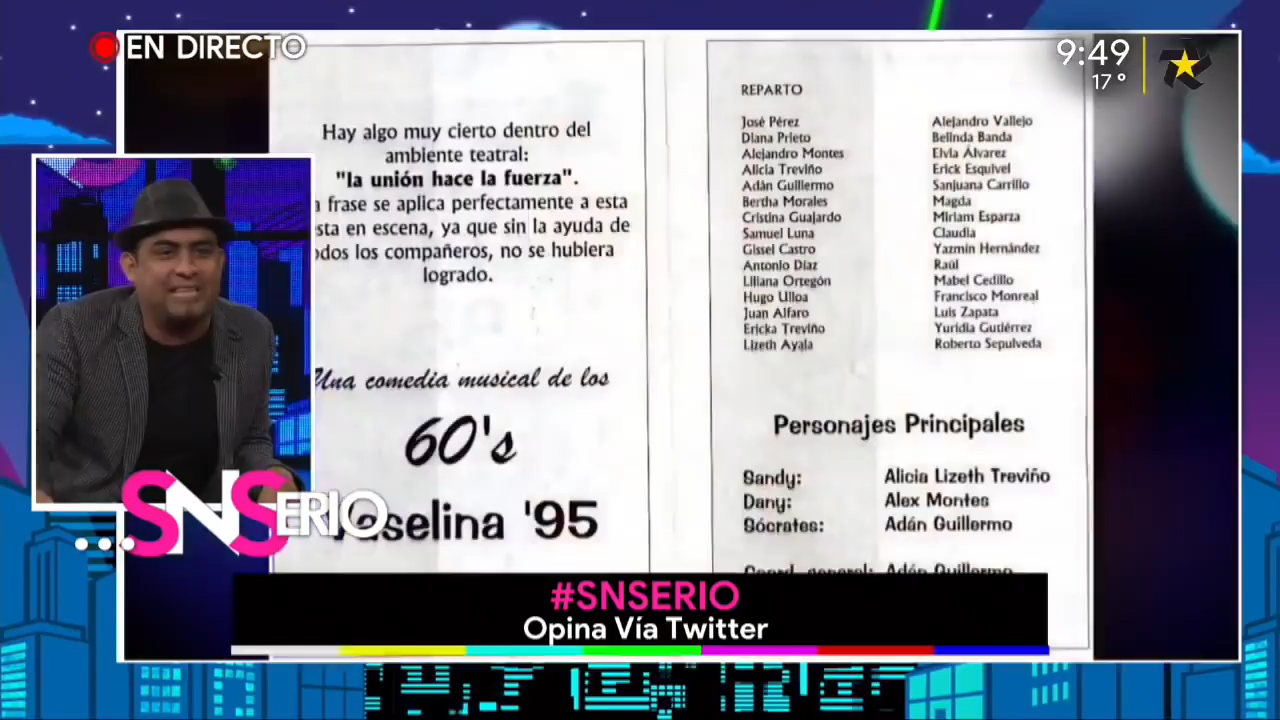 EN DIRECTO
9:49
17 °
Hay algo muy cierto dentro del
ambiente teatral:
"la unión hace la fuerza".
frase se aplica perfectamente a esta
en escena, ya que sin la ayuda de
los compañeros, no se hubiera
logrado.
Una comedia musical de los
60's
'95
REPARTO
José Pérez
Diana Prieto
Alejandro Montes
Alicia Treviño
Adán Guillermo
Bertha Morales
Cristina Guajardo
Samuel Luna
Gissel Castro
Antonio Díaz
Liliana Ortegón
Hugo Ulloa
Juan Alfaro
Ericka Treviño
Lizeth Ayala
Alejandro Vallejo
Belinda Banda
Elvia Álvarez
Erick Esquivel
Sanjuana Carrillo
Magda
Miriam Esparza
Claudia
Yazmín Hernández
Raúl
Mabel Cedillo
Francisco Monreal
Luis Zapata
Yuridia Gutiérrez
Roberto Sepulveda
Personajes Principales
Sandy: Alicia Lizeth Treviño
Dany: Alex Montes
Sócrates: Adán Guillermo
Coord. general: Adán Guillermo
...SNSERIO
#SNSERIO
Opina Vía Twitter